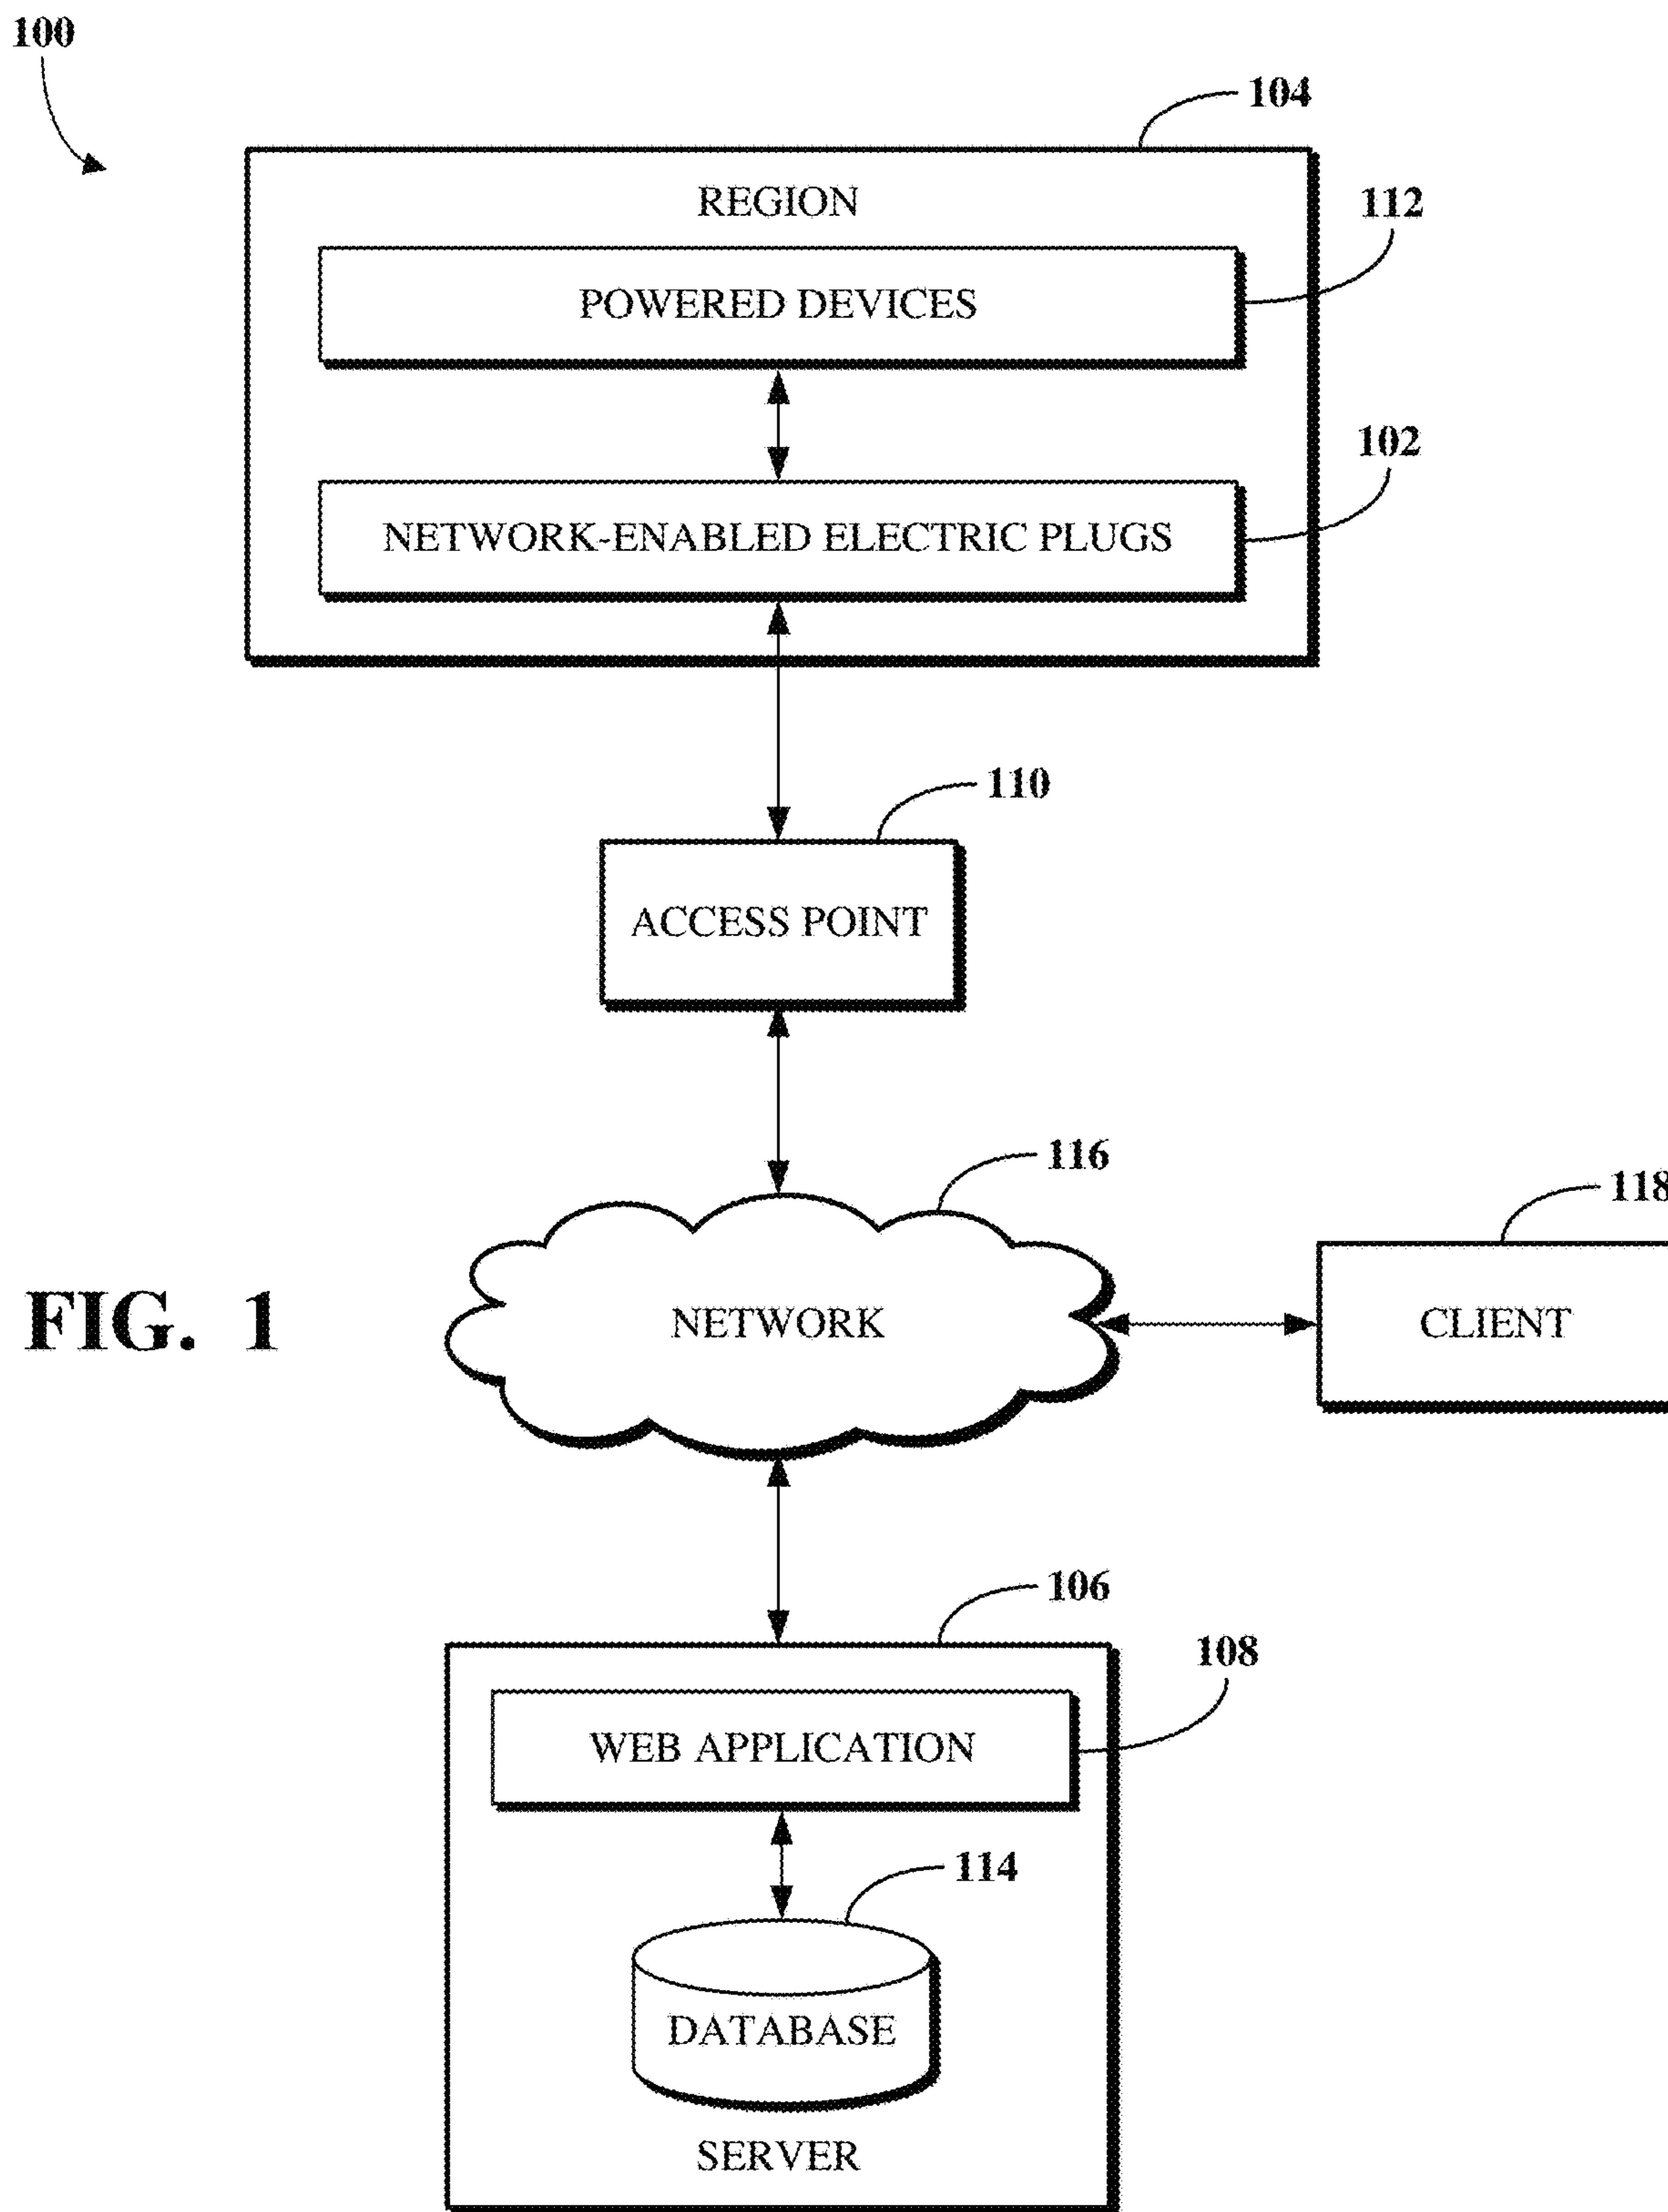 100
104
REGION
112
POWERED DEVICES
102
NETWORK-ENABLED ELECTRIC PLUGS
110
ACCESS POINT
116
118
FIG. 1
NETWORK
CLIENT
106
108
WEB APPLICATION
114
DATABASE
SERVER